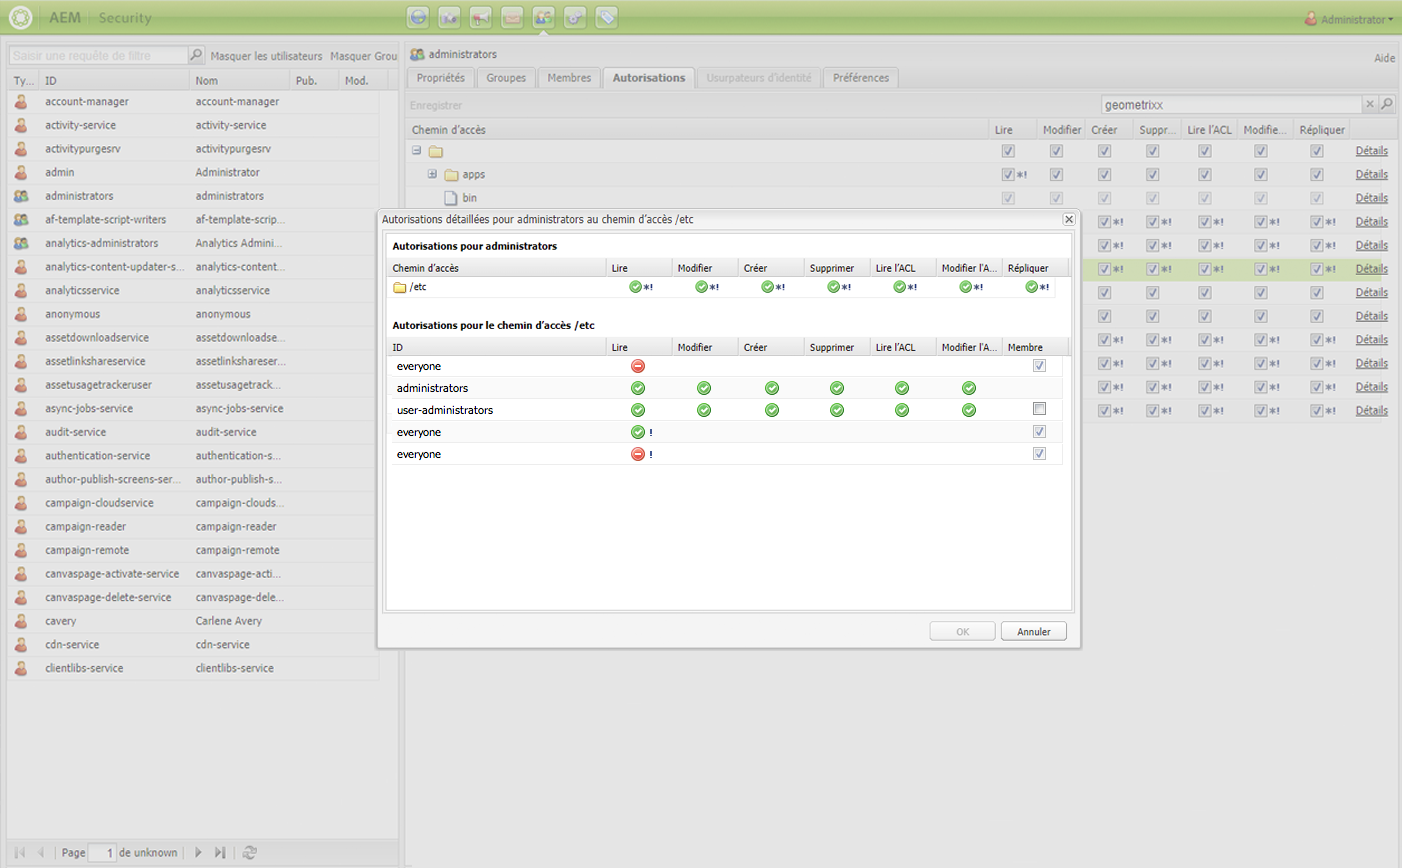 AEM Security Administrator
Saisir une requête de filtre Masquer les utilisateurs Masquer Grou
Ty... ID Nom Pub. Mod.
account-manager account-manager
activity-service activity-service
activitypurgesrv activitypurgesrv
admin Administrator
administrators administrators
af-template-script-writers af-template-scrip...
analytics-administrators Analytics Admini...
analytics-content-updater-s... analytics-content...
analyticsservice analyticsservice
anonymous anonymous
assetdownloadservice assetdownloadse...
assetlinkshareservice assetlinkshareser...
assetusagetrackeruser assetusagetrack...
async-jobs-service async-jobs-service
audit-service audit-service
authentication-service authentication-s...
author-publish-screens-ser... author-publish-s...
campaign-cloudservice campaign-clouds...
campaign-reader campaign-reader
campaign-remote campaign-remote
canvaspage-activate-service canvaspage-acti...
canvaspage-delete-service canvaspage-dele...
cavery Carlene Avery
cdn-service cdn-service
clientlibs-service clientlibs-service
Page 1 de unknown
administrators Aide
Propriétés Groupes Membres Autorisations Usurpateurs d'identité Préférences
Enregistrer geometrixx
Chemin d'accès Lire Modifier Créer Suppr... Lire l'ACL Modifie... Répliquer
Détails
apps *! Détails
bin Détails
*! *! *! *! *! Détails
*! *! *! *! *! Détails
*! *! *! *! *! Détails
Détails
Détails
*! *! *! *! *! Détails
*! *! *! *! *! Détails
*! *! *! *! *! Détails
*! *! *! *! *! Détails
Autorisations détaillées pour administrators au chemin d'accès /etc
Autorisations pour administrators
Chemin d'accès Lire Modifier Créer Supprimer Lire l'ACL Modifier l'A... Répliquer
/etc *! *! *! *! *! *! *!
Autorisations pour le chemin d'accès /etc
ID Lire Modifier Créer Supprimer Lire l'ACL Modifier l'A... Membre
everyone
administrators
user-administrators
everyone !
everyone !
OK Annuler